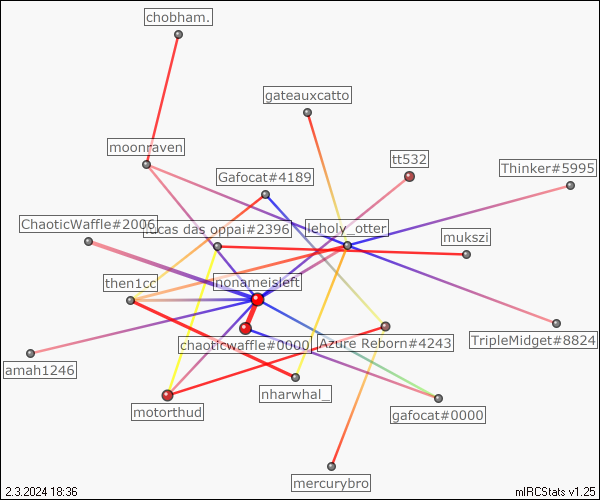 chobham.
gateauxcatto
moonraven
tt532
Gafocat#4189
Thinker#5995
ChaoticWaffle#2006
lucas das oppai#2396
leholy_otter
mukszi
then1cc
nonameisleft
chaoticwaffle#0000
Azure Reborn#4243
TripleMidget#8824
amah1246
nharwhal_
motorthud
gafocat#0000
mercurybro
2.3.2024 18:36
mIRCStats v1.25